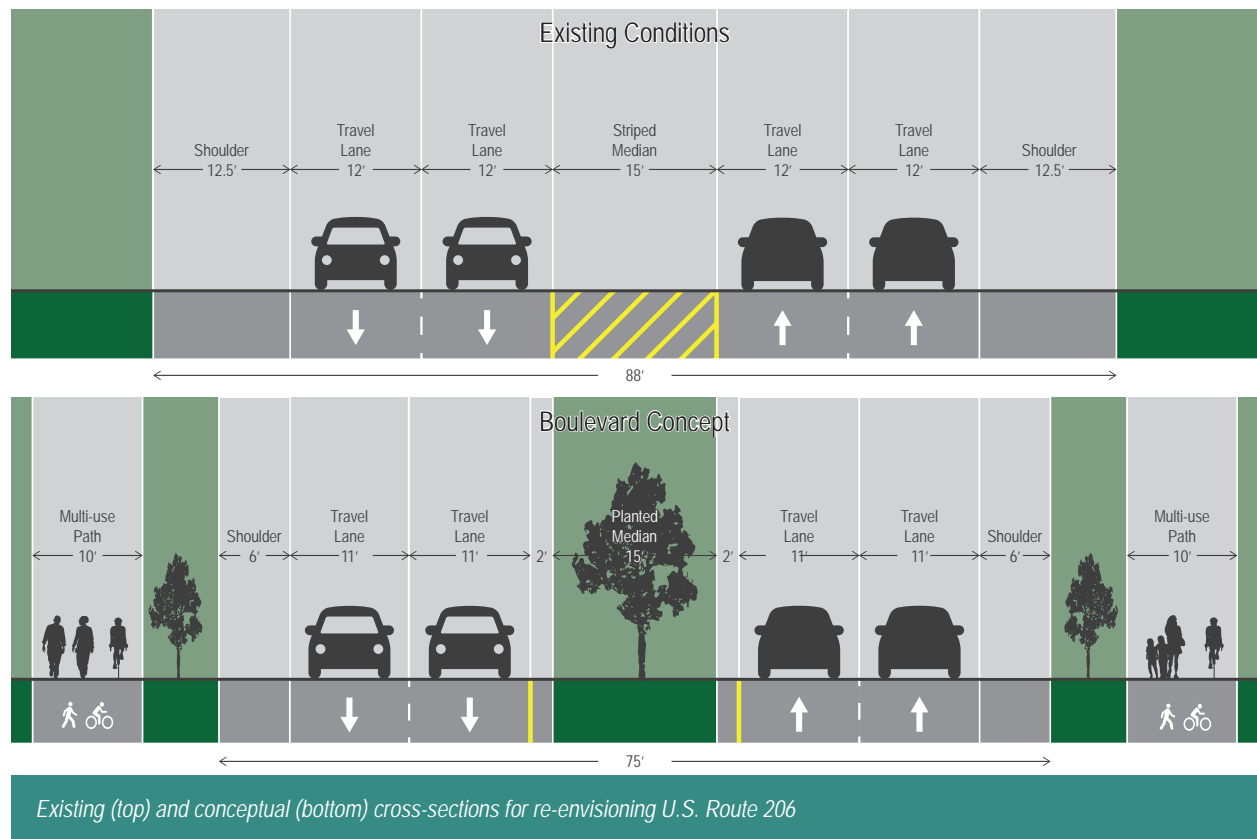 Existing Conditions
Shoulder
12.5′
Travel
Lane
12′
Travel
Lane
12′
Striped
Median
15′
Travel
Lane
12′
Travel
Lane
12′
Shoulder
12.5′
88′
Boulevard Concept
Multi-use
Path
10′
Shoulder
6′
Travel
Lane
11′
Travel
Lane
11′
2′
Planted
Median
15′
2′
Travel
Lane
11′
Travel
Lane
11′
Shoulder
6′
Multi-use
Path
10′
75′
Existing (top) and conceptual (bottom) cross-sections for re-envisioning U.S. Route 206